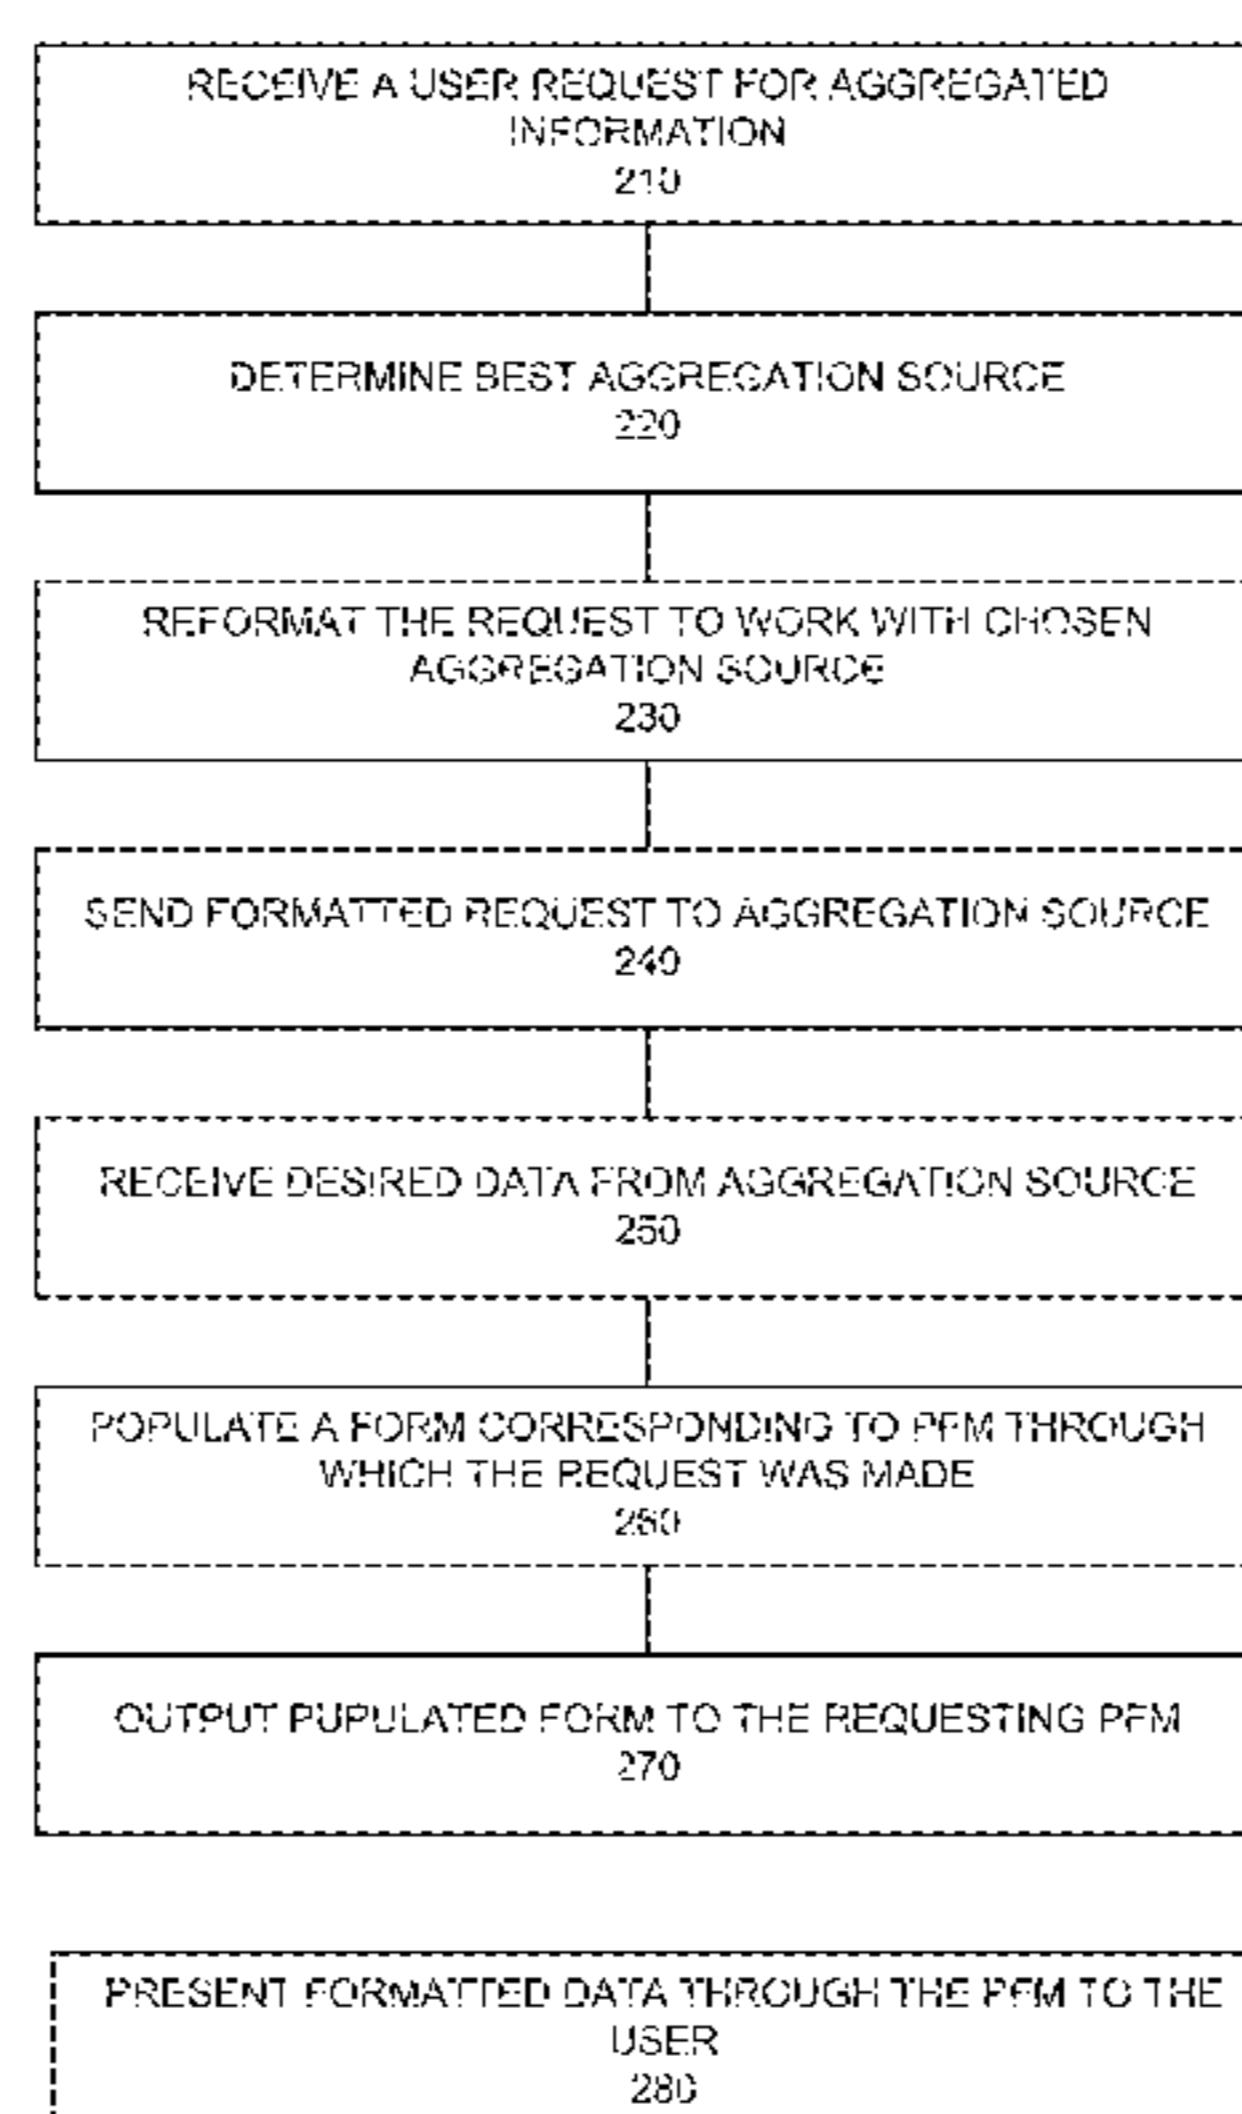 RECEIVE A USER REQUEST FOR AGGREGATED
INFORMATION
210
DETERMINE BEST AGGREGATION SOURCE
220
REFORMAT THE REQUEST TO WORK WITH CHOSEN
AGGREGATION SOURCE
230
SEND FORMATTED REQUEST TO AGGREGATION SOURCE
240
RECEIVE DESIRED DATA FROM AGGREGATION SOURCE
250
POPULATE A FORM CORRESPONDING TO PFM THROUGH
WHICH THE REQUEST WAS MADE
260
OUTPUT PUPULATED FORM TO THE REQUESTING PFM
270
PRESENT FORMATTED DATA THROUGH THE PFM TO THE
USER
280